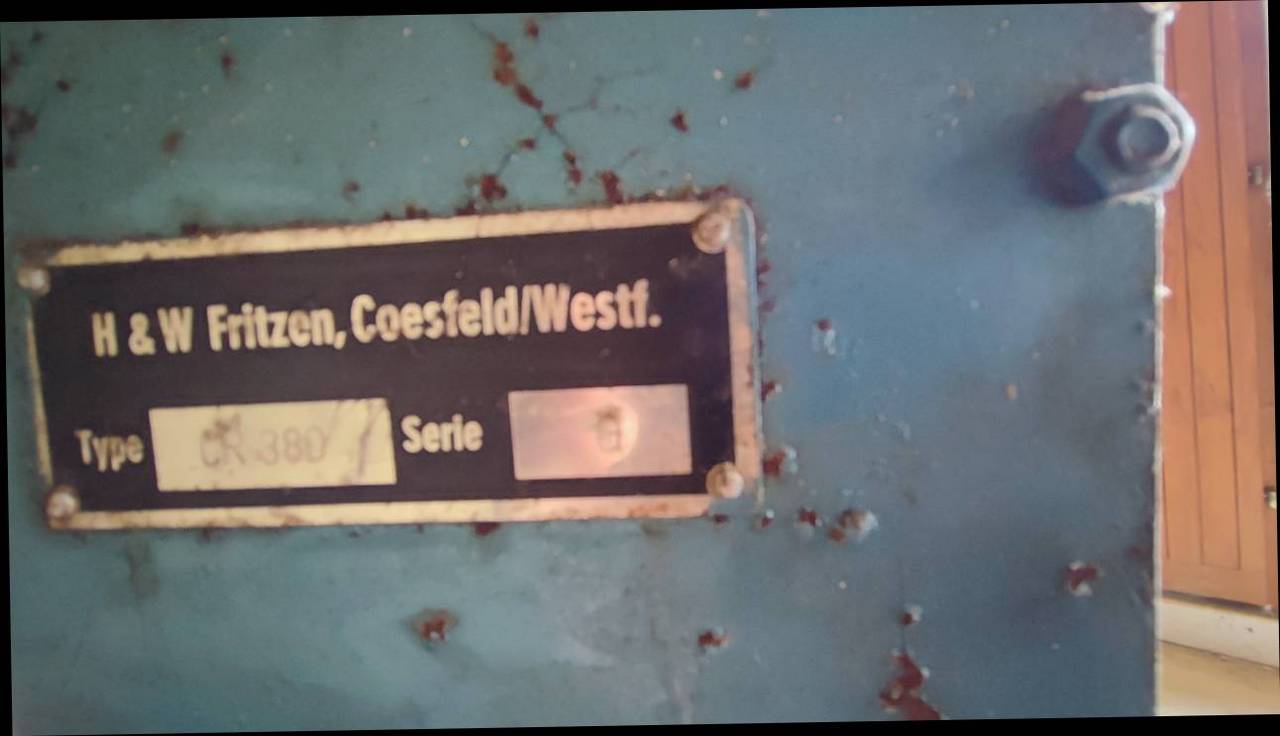 H & W Fritzen, Coesfeld/Westf.
Type CR 380 Serie